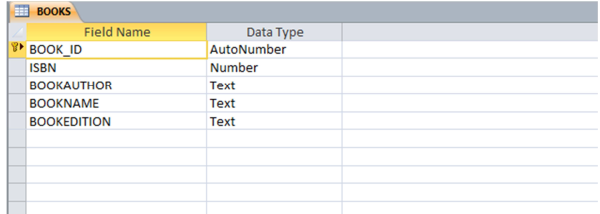 BOOKS
Field Name Data Type
BOOK_ID AutoNumber
ISBN Number
BOOKAUTHOR Text
BOOKNAME Text
BOOKEDITION Text